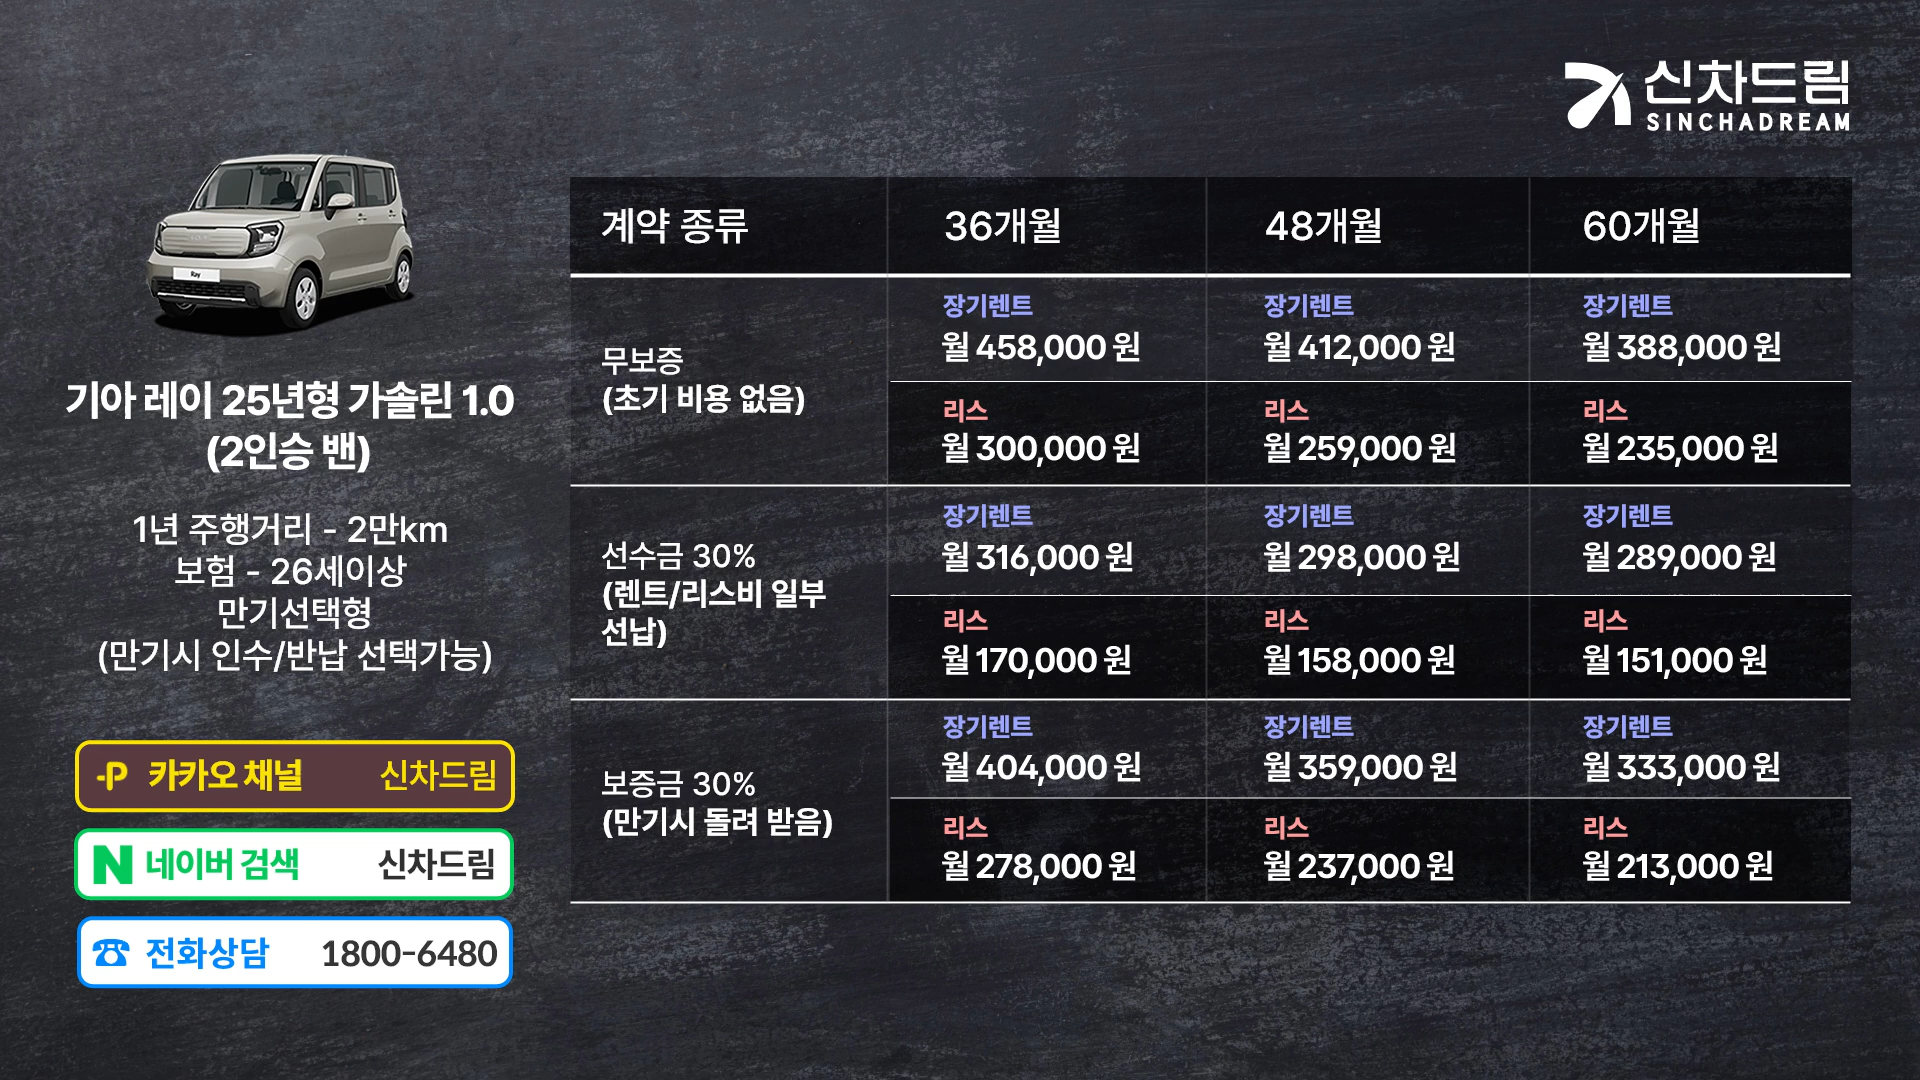 신차드림
SINCHADREAM
Ray
기아 레이 25년형 가솔린 1.0
(2인승 밴)
1년 주행거리 - 2만km
보험 - 26세이상
만기선택형
(만기시 인수/반납 선택가능)
카카오 채널 신차드림
N 네이버 검색 신차드림
전화상담 1800-6480
계약 종류 36개월 48개월 60개월
무보증
(초기 비용 없음)
장기렌트 장기렌트 장기렌트
월 458,000 원 월 412,000 원 월 388,000 원
리스 리스 리스
월 300,000 원 월 259,000 원 월 235,000 원
선수금 30%
(렌트/리스비 일부
선납)
장기렌트 장기렌트 장기렌트
월 316,000 원 월 298,000 원 월 289,000 원
리스 리스 리스
월 170,000 원 월 158,000 원 월 151,000 원
보증금 30%
(만기시 돌려 받음)
장기렌트 장기렌트 장기렌트
월 404,000 원 월 359,000 원 월 333,000 원
리스 리스 리스
월 278,000 원 월 237,000 원 월 213,000 원